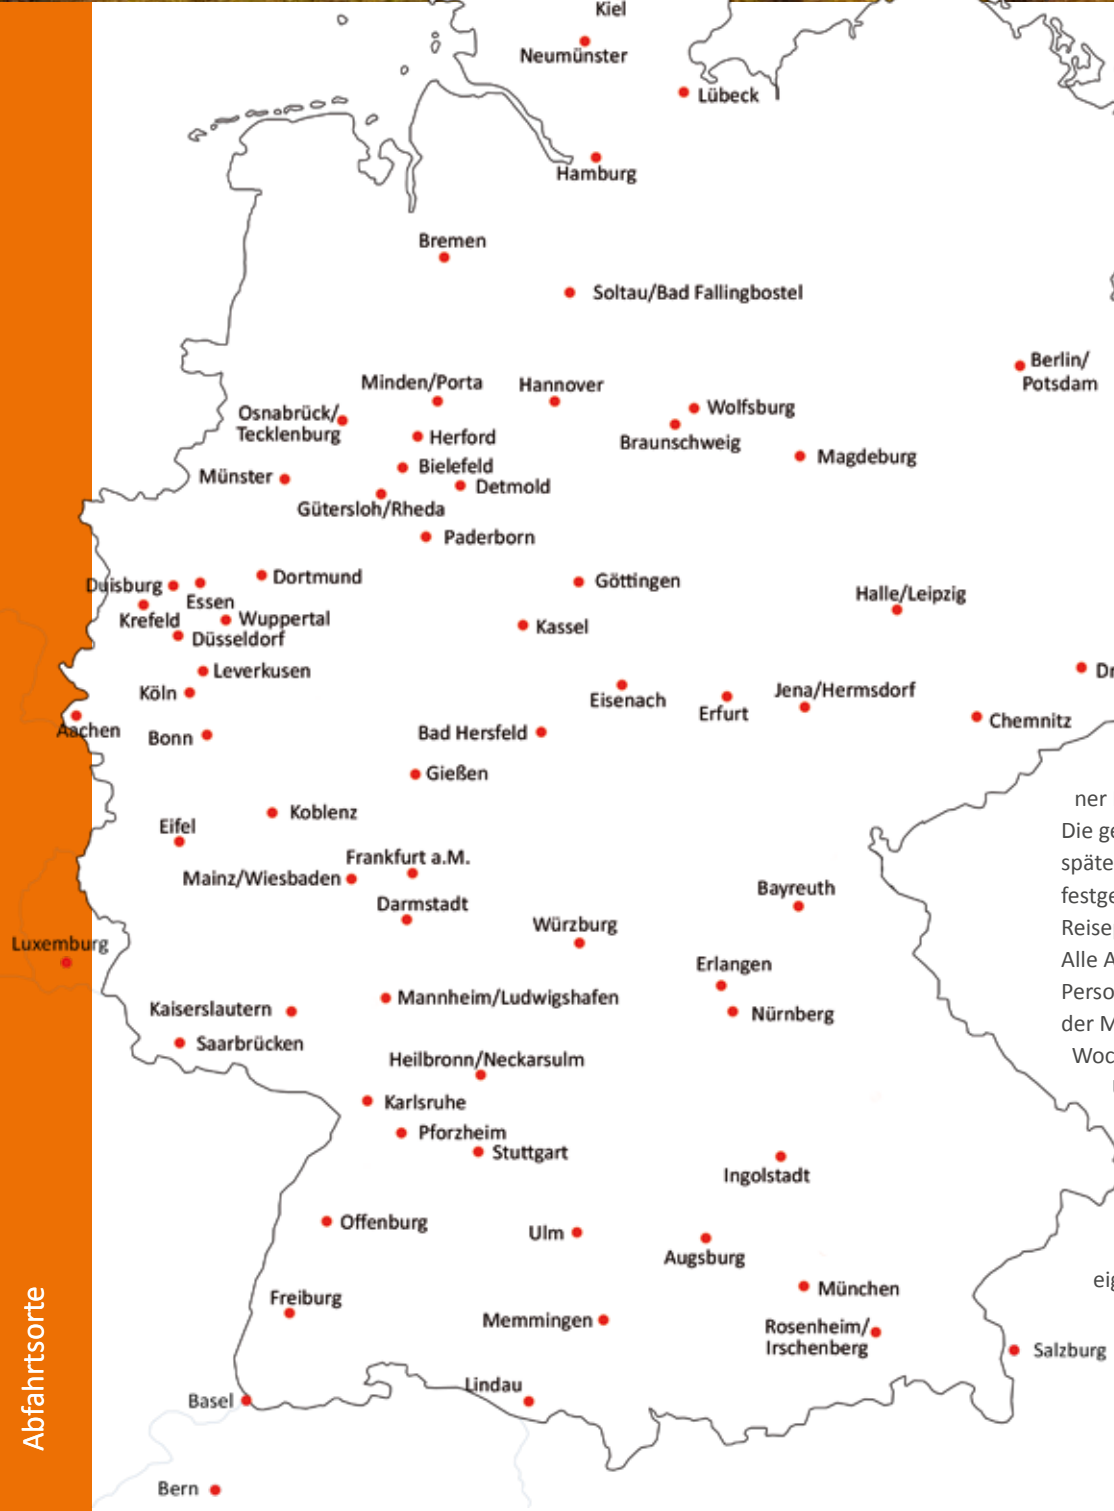 Kiel
Neumünster
Lübeck
Hamburg
Bremen
Soltau/Bad Fallingbostel
Berlin/
Potsdam
Minden/Porta
Hannover
Wolfsburg
Osnabrück/
Tecklenburg
Herford
Braunschweig
Magdeburg
Bielefeld
Münster
Detmold
Gütersloh/Rheda
Paderborn
Duisburg
Dortmund
Göttingen
Essen
Halle/Leipzig
Krefeld
Wuppertal
Kassel
Düsseldorf
Leverkusen
Dr
Köln
Eisenach
Jena/Hermsdorf
Erfurt
Chemnitz
Aachen
Bonn
Bad Hersfeld
Gießen
Koblenz
Eifel
Frankfurt a.M.
Mainz/Wiesbaden
Bayreuth
Darmstadt
Würzburg
Luxemburg
Erlangen
Kaiserslautern
Mannheim/Ludwigshafen
Nürnberg
Saarbrücken
Heilbronn/Neckarsulm
Karlsruhe
Pforzheim
Stuttgart
Ingolstadt
Offenburg
Ulm
Augsburg
München
Freiburg
Memmingen
Rosenheim/
Irschenberg
Salzburg
Lindau
Basel
Bern
ner
Die ge
späte
festge
Reisep
Alle A
Perso
der M
Woc
eig
Abfahrtsorte